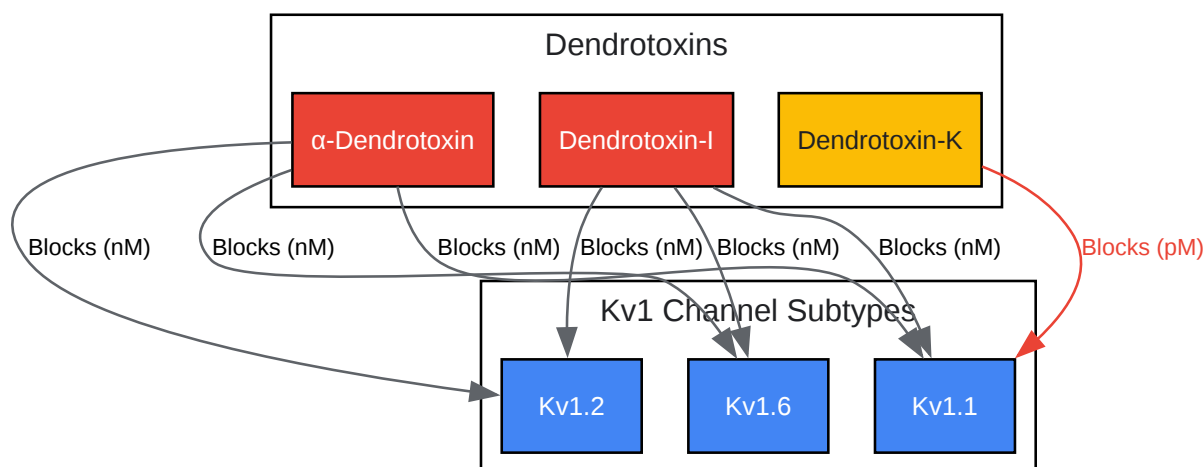 Dendrotoxins
α-Dendrotoxin
Dendrotoxin-I
Dendrotoxin-K
Blocks (nM)
Blocks (nM)
Blocks (nM)
Blocks (nM)
Blocks (nM)
Blocks (nM)
Blocks (pM)
Kv1 Channel Subtypes
Kv1.2
Kv1.6
Kv1.1